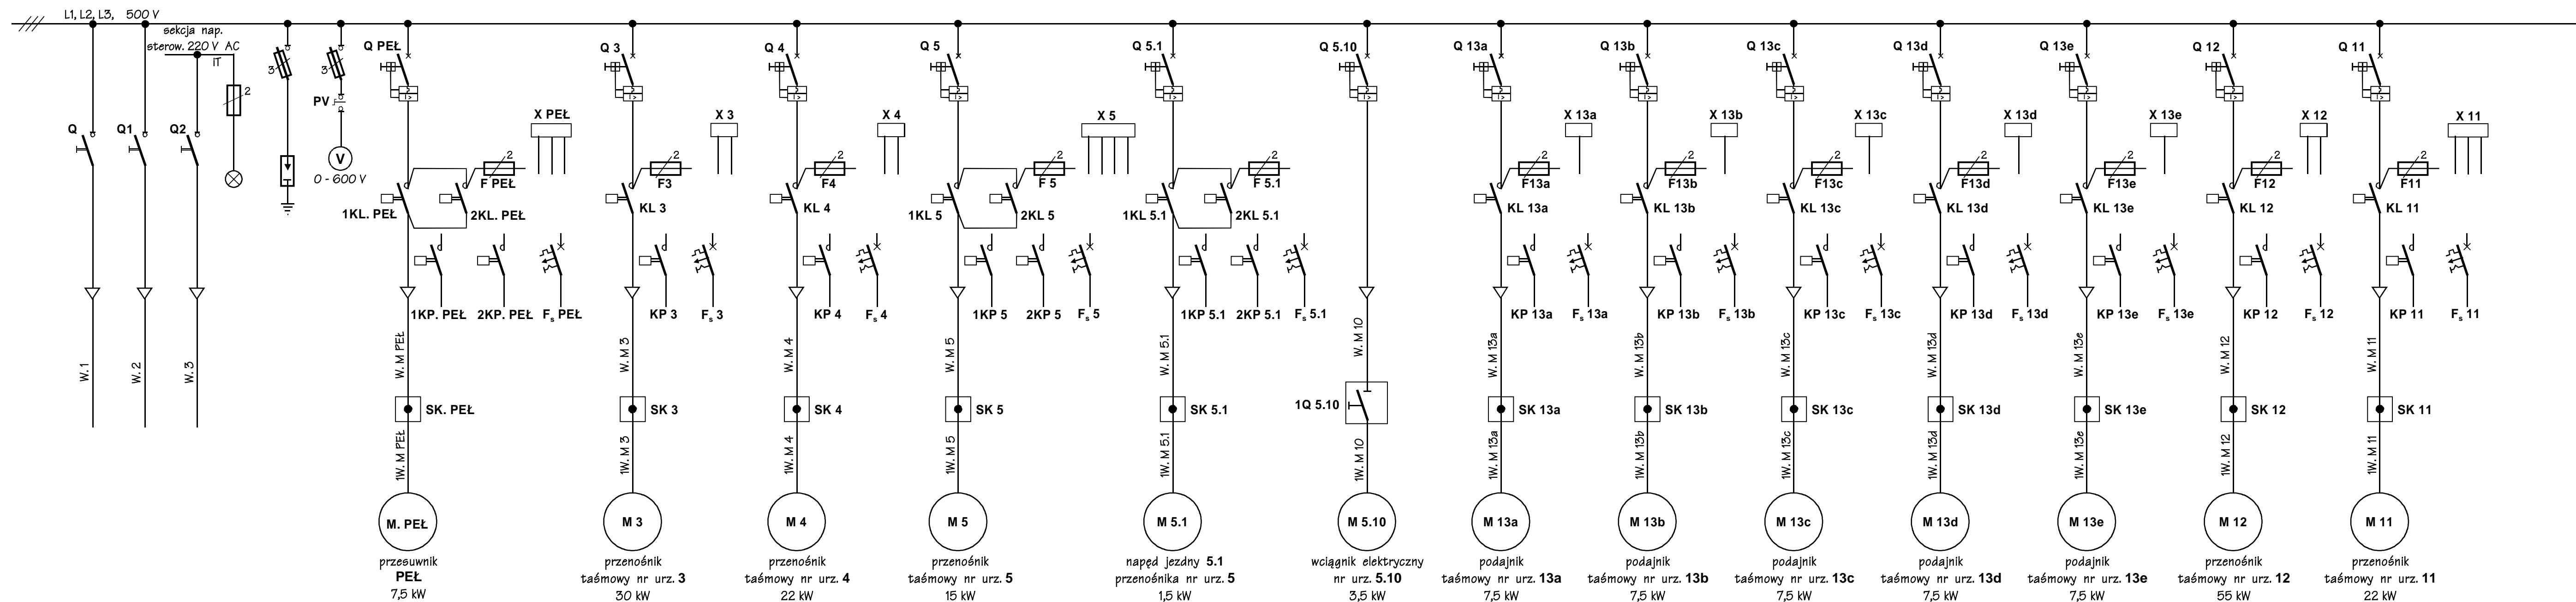 L1, L2, L3, 500 V
sekcja nap.
sterow. 220 V AC
IT
Q PEŁ
Q 3
Q 4
Q 5
Q 5.1
Q 5.10
Q 13a
Q 13b
Q 13c
Q 13d
Q 13e
Q 12
Q 11
3
3
2
PV
X PEŁ
X 3
X 4
X 5
X 13a
X 13b
X 13c
X 13d
X 13e
X 12
X 11
Q
Q1
Q2
V
0 - 600 V
2
2
2
2
2
2
2
2
2
2
2
2
F PEŁ
F3
F4
F 5
F 5.1
F13a
F13b
F13c
F13d
F13e
F12
F11
1KL. PEŁ
2KL. PEŁ
KL 3
KL 4
1KL 5
2KL 5
1KL 5.1
2KL 5.1
KL 13a
KL 13b
KL 13c
KL 13d
KL 13e
KL 12
KL 11
1KP. PEŁ
2KP. PEŁ
Fs PEŁ
KP 3
Fs 3
KP 4
Fs 4
1KP 5
2KP 5
Fs 5
1KP 5.1
2KP 5.1
Fs 5.1
KP 13a
Fs 13a
KP 13b
Fs 13b
KP 13c
Fs 13c
KP 13d
Fs 13d
KP 13e
Fs 13e
KP 12
Fs 12
KP 11
Fs 11
W. 1
W. 2
W. 3
W. M PEŁ
W. M 3
W. M 4
W. M 5
W. M 5.1
W. M 10
W. M 13a
W. M 13b
W. M 13c
W. M 13d
W. M 13e
W. M 12
W. M 11
SK. PEŁ
SK 3
SK 4
SK 5
SK 5.1
1Q 5.10
SK 13a
SK 13b
SK 13c
SK 13d
SK 13e
SK 12
SK 11
1W. M PEŁ
1W. M 3
1W. M 4
1W. M 5
1W. M 5.1
1W. M 10
1W. M 13a
1W. M 13b
1W. M 13c
1W. M 13d
1W. M 13e
1W. M 12
1W. M 11
M. PEŁ
M 3
M 4
M 5
M 5.1
M 5.10
M 13a
M 13b
M 13c
M 13d
M 13e
M 12
M 11
przesuwnik
PEŁ
7,5 kW
przenośnik
taśmowy nr urz. 3
30 kW
przenośnik
taśmowy nr urz. 4
22 kW
przenośnik
taśmowy nr urz. 5
15 kW
napęd jezdny 5.1
przenośnika nr urz. 5
1,5 kW
wciągnik elektryczny
nr urz. 5.10
3,5 kW
podajnik
taśmowy nr urz. 13a
7,5 kW
podajnik
taśmowy nr urz. 13b
7,5 kW
podajnik
taśmowy nr urz. 13c
7,5 kW
podajnik
taśmowy nr urz. 13d
7,5 kW
podajnik
taśmowy nr urz. 13e
7,5 kW
przenośnik
taśmowy nr urz. 12
55 kW
przenośnik
taśmowy nr urz. 11
22 kW